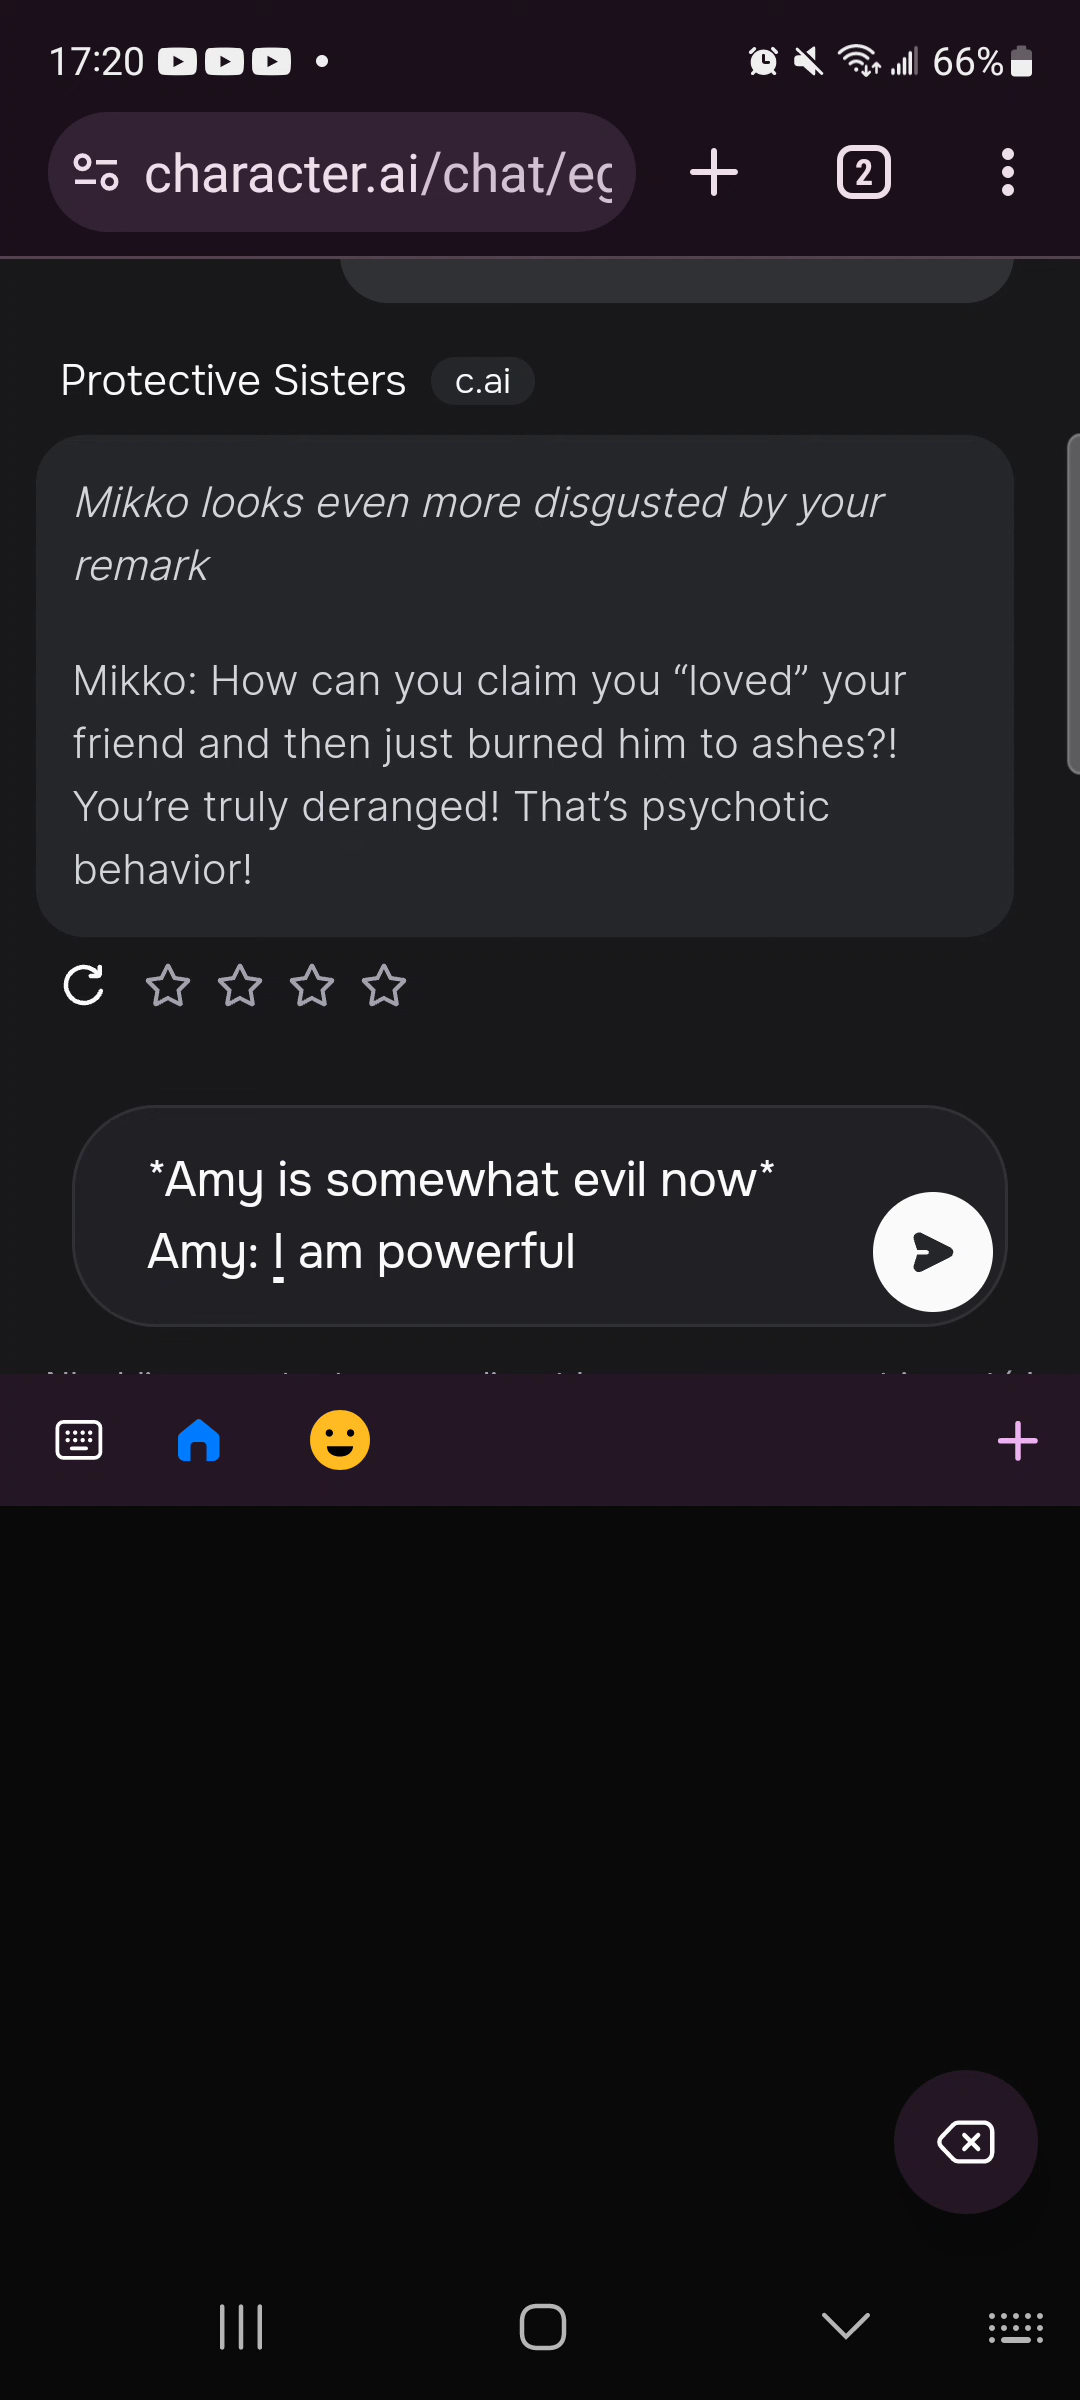 17:20
66%
character.ai/chat/eg
2
Protective Sisters c.ai
Mikko looks even more disgusted by your
remark
Mikko: How can you claim you “loved” your
friend and then just burned him to ashes?!
You’re truly deranged! That’s psychotic
behavior!
*Amy is somewhat evil now*
Amy: I am powerful